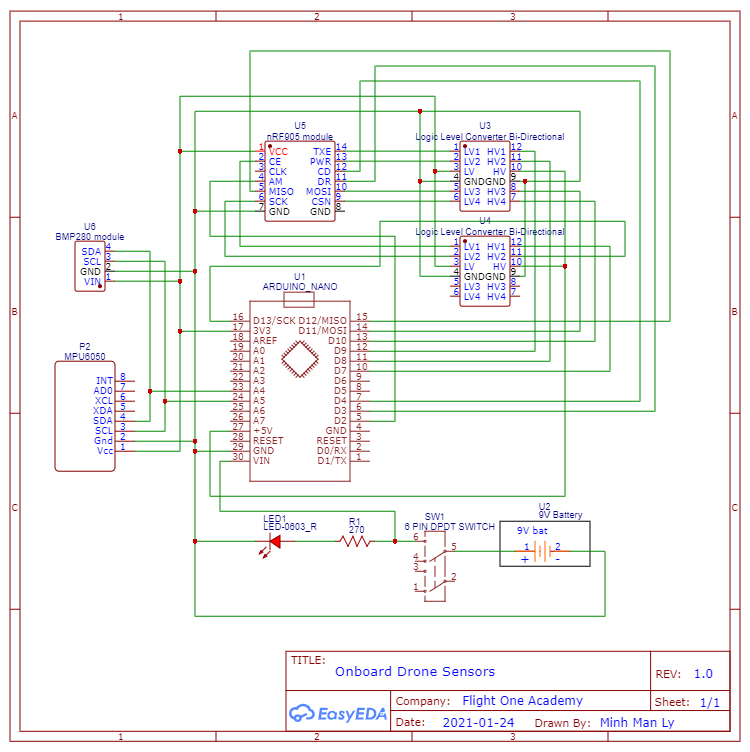 1 2 3
A A
B B
C C
1 2 3
U5
nRF905 module
1 VCC TXE 14
2 CE PWR 13
3 CLK CD 12
4 AM DR 11
5 MISO MOSI 10
6 SCK CSN 9
7 GND GND 8
U3
Logic Level Converter Bi-Directional
1 LV1 HV1 12
2 LV2 HV2 11
3 LV HV 10
4 GND GND 9
5 LV3 HV3 8
6 LV4 HV4 7
U4
Logic Level Converter Bi-Directional
1 LV1 HV1 12
2 LV2 HV2 11
3 LV HV 10
4 GND GND 9
5 LV3 HV3 8
6 LV4 HV4 7
U6
BMP280 module
SDA 4
SCL 3
GND 2
VIN 1
P2
MPU6050
INT 8
AD0 7
XCL 6
XDA 5
SDA 4
SCL 3
Gnd 2
Vcc 1
U1
ARDUINO_NANO
16 D13/SCK D12/MISO 15
17 3V3 D11/MOSI 14
18 AREF D10 13
19 A0 D9 12
20 A1 D8 11
21 A2 D7 10
22 A3 D6 9
23 A4 D5 8
24 A5 D4 7
25 A6 D3 6
26 A7 D2 5
27 +5V GND 4
28 RESET RESET 3
29 GND D0/RX 2
30 VIN D1/TX 1
LED1
LED-0603_R
R1
270
SW1
6 PIN DPDT SWITCH
6
5
4
3
2
1
U2
9V Battery
9V bat
1 2
+ -
TITLE:
Onboard Drone Sensors
REV: 1.0
EasyEDA
Company: Flight One Academy
Sheet: 1/1
Date: 2021-01-24 Drawn By: Minh Man Ly